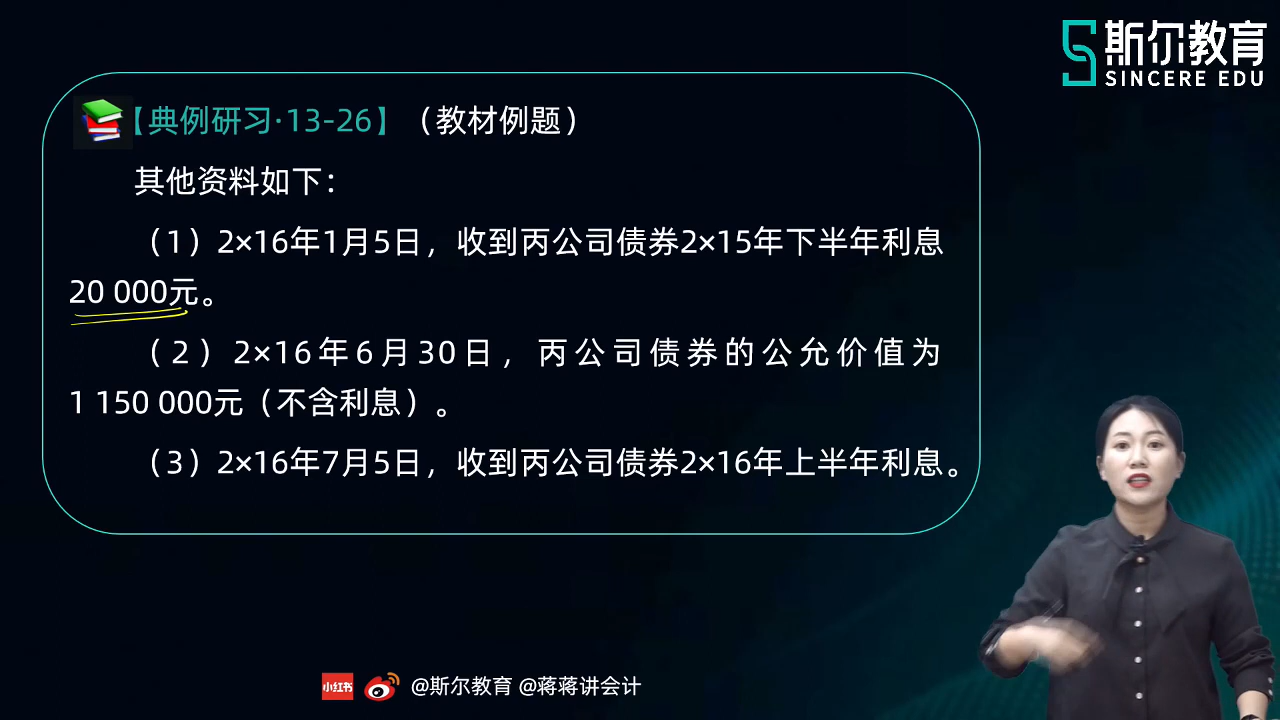 斯尔教育
SINCERE EDU
【典例研习·13-26】（教材例题）
其他资料如下：
（1）2×16年1月5日，收到丙公司债券2×15年下半年利息
20 000元。
（2）2×16年6月30日，丙公司债券的公允价值为
1 150 000元（不含利息）。
（3）2×16年7月5日，收到丙公司债券2×16年上半年利息。
小红书 @斯尔教育 @蒋蒋讲会计